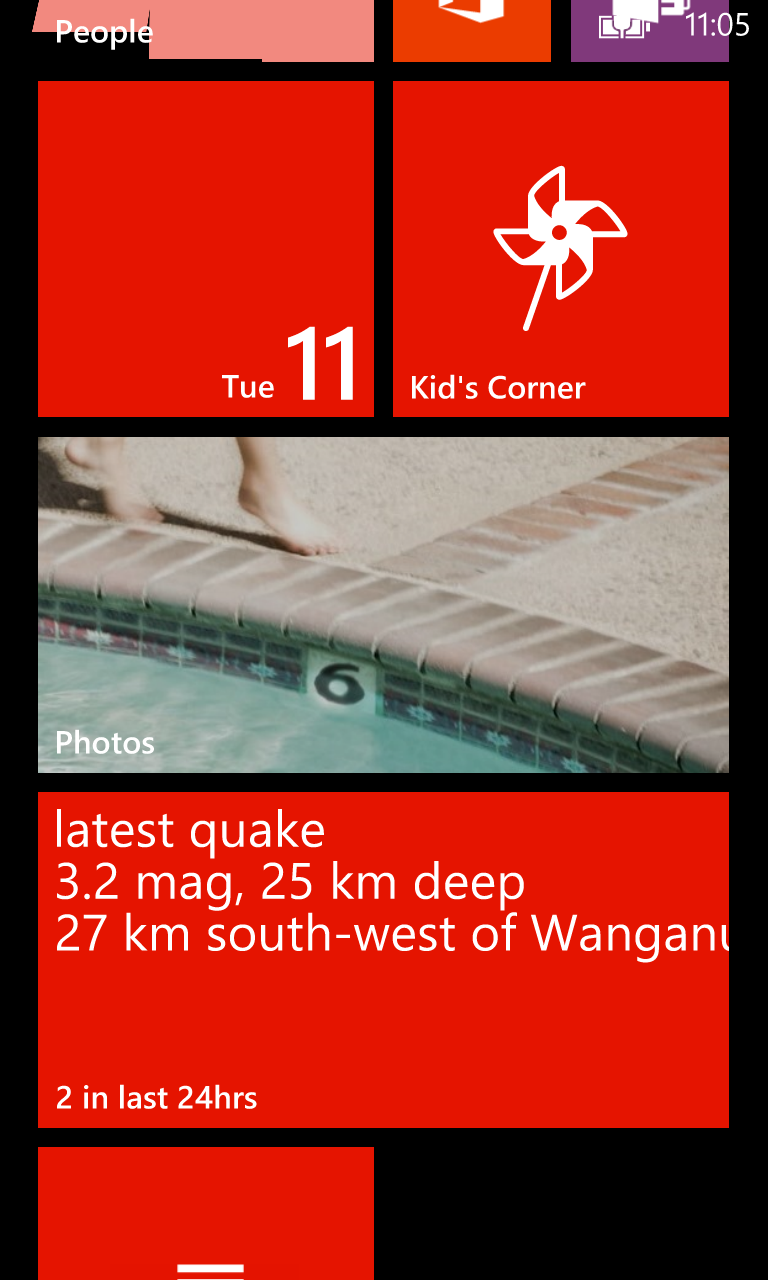 People
11:05
Tue 11
Kid's Corner
6
Photos
latest quake
3.2 mag, 25 km deep
27 km south-west of Wanganu
2 in last 24hrs